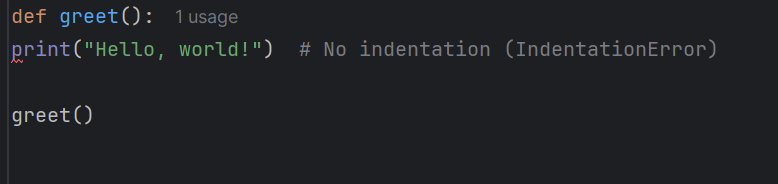 def greet():  1 usage
print("Hello, world!")  # No indentation (IndentationError)
greet()